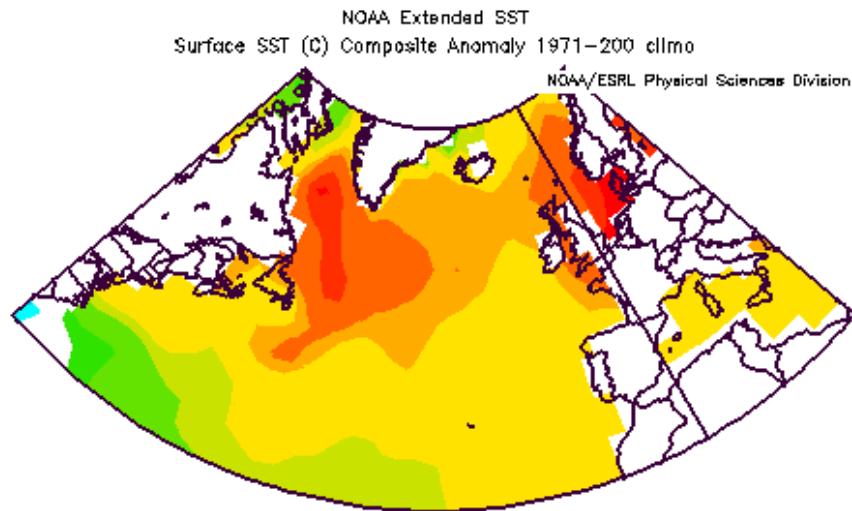 NOAA Extended SST
Surface SST (C) Composite Anomaly 1971-200 climo
NOAA/ESRL Physical Sciences Division